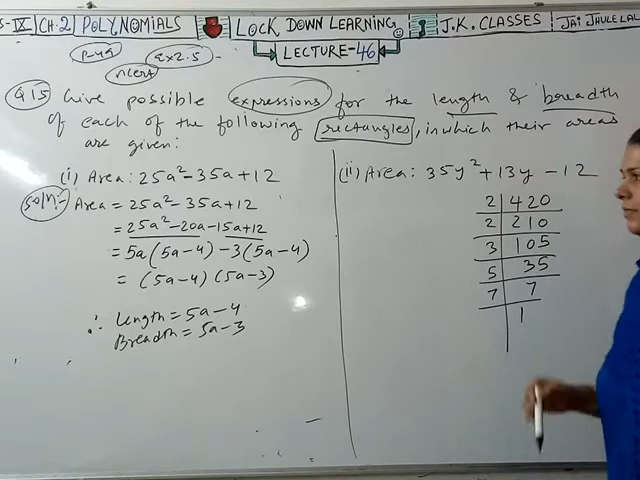 S-IX CH.2 POLYNOMIALS LOCK DOWN LEARNING J.K. CLASSES JAI JHULELAL
P-49 Ex 2.5 LECTURE-46
ncert
Q15 Give possible expressions for the length & breadth
of each of the following rectangles, in which their areas
are given:
(i) Area: 25a²-35a+12
Soln:- Area = 25a²-35a+12
= 25a²-20a-15a+12
= 5a(5a-4) -3(5a-4)
= (5a-4) (5a-3)
∴ Length = 5a-4
Breadth = 5a-3
(ii) Area: 35y²+13y-12
2 | 420
2 | 210
3 | 105
5 | 35
7 | 7
1